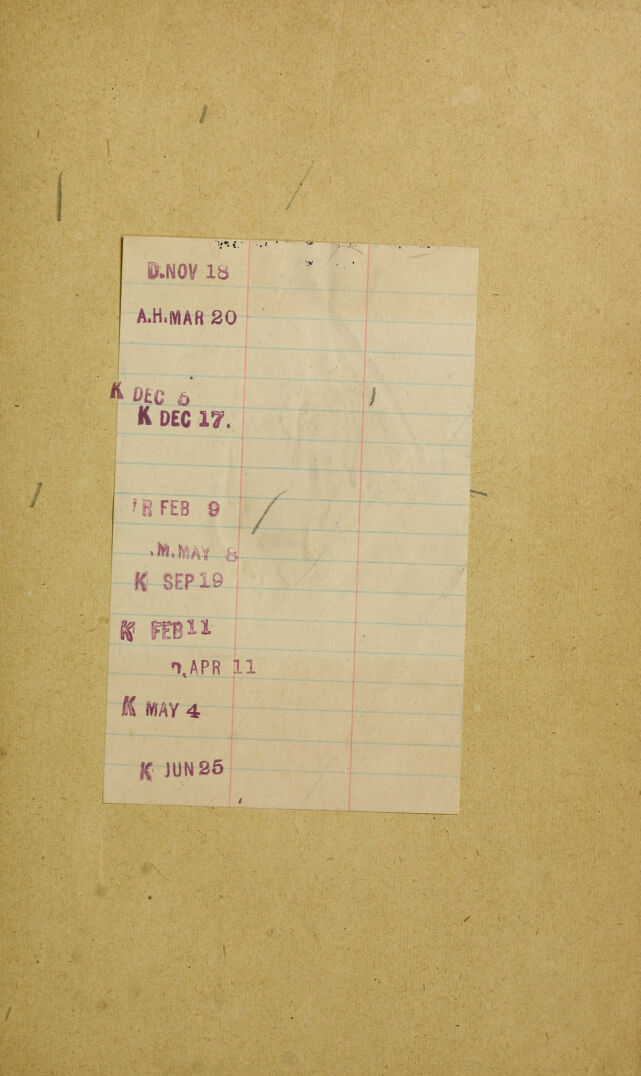 D.NOV 18
A.H.MAR 20
K DEC 5
K DEC 17.
R FEB 9
.M.MAY 8
K SEP 19
K FEB 11
APR 11
K MAY 4
K JUN 25